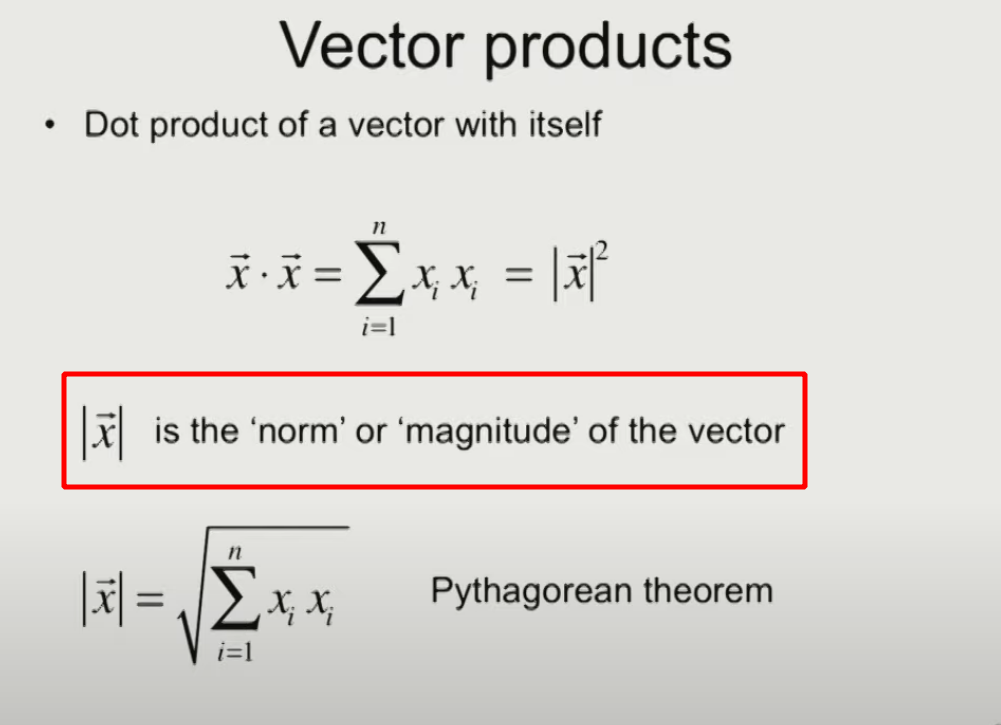 Vector products
• Dot product of a vector with itself
$\vec{x} \cdot \vec{x} = \sum_{i=1}^{n} x_i x_i = |\vec{x}|^2$
$|\vec{x}|$ is the ‘norm’ or ‘magnitude’ of the vector
$|\vec{x}| = \sqrt{\sum_{i=1}^{n} x_i x_i}$ Pythagorean theorem